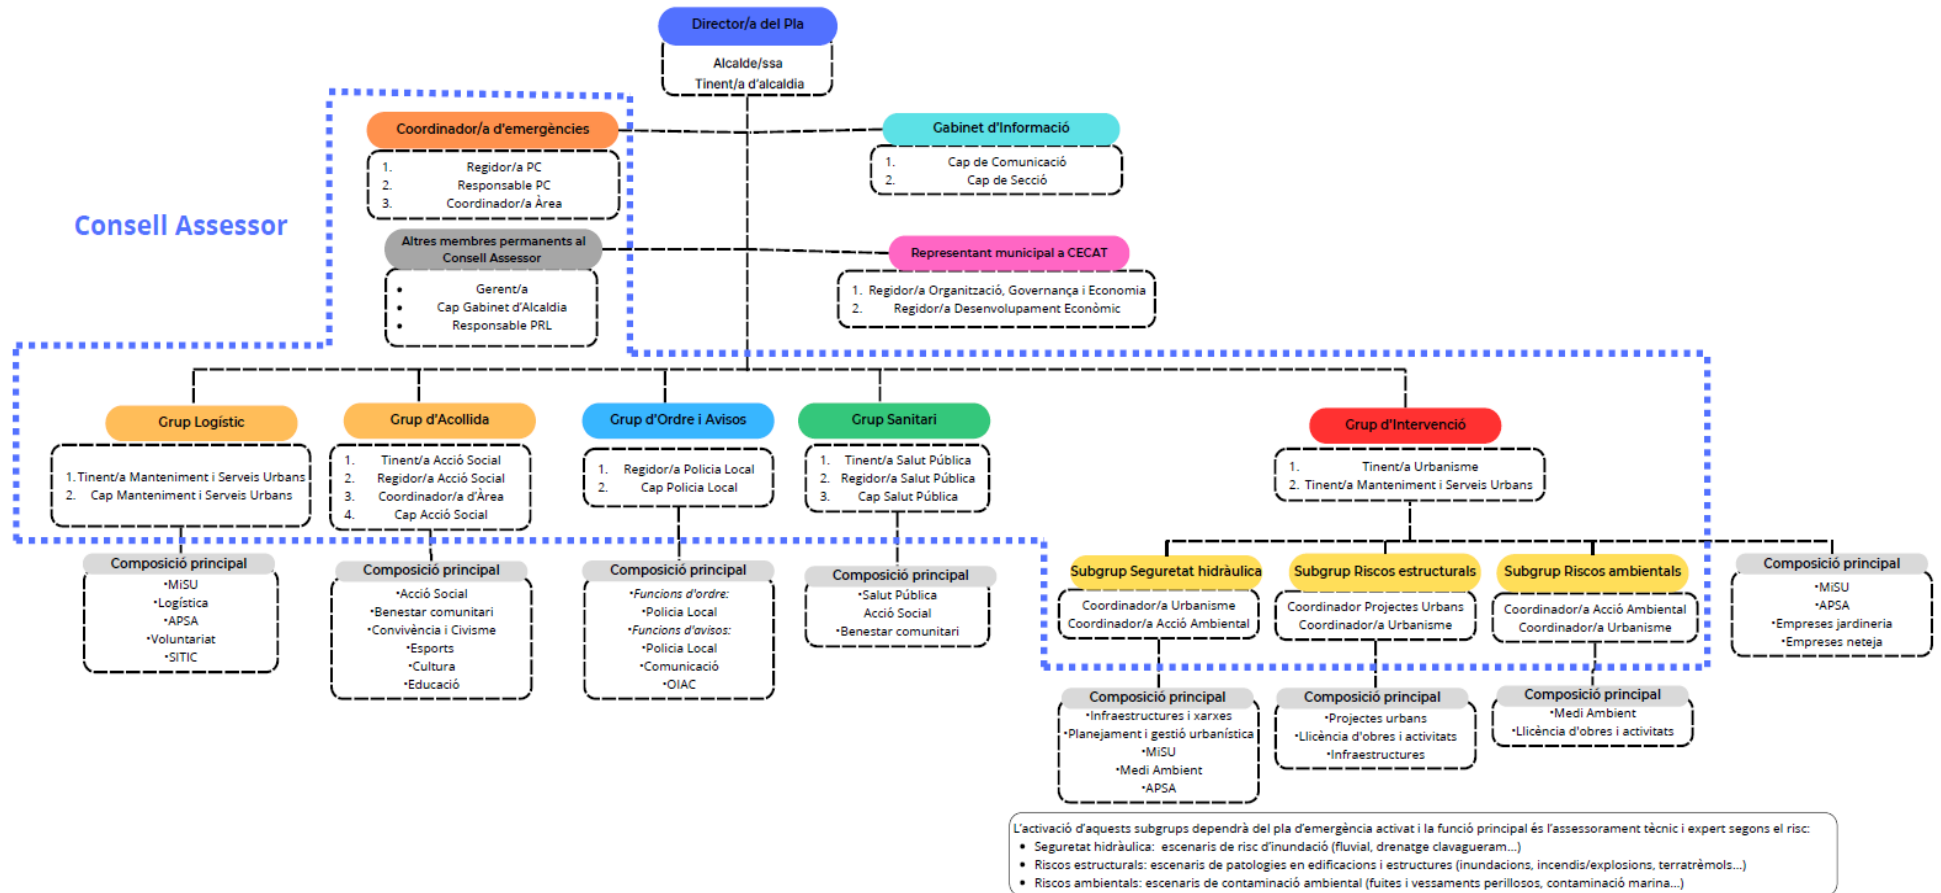 Director/a del Pla
Alcalde/ssa
Tinent/a d'alcaldia
Coordinador/a d'emergències
1. Regidor/a PC
2. Responsable PC
3. Coordinador/a Àrea
Gabinet d'Informació
1. Cap de Comunicació
2. Cap de Secció
Consell Assessor
Altres membres permanents al
Consell Assessor
• Gerent/a
• Cap Gabinet d'Alcaldia
• Responsable PRL
Representant municipal a CECAT
1. Regidor/a Organització, Governança i Economia
2. Regidor/a Desenvolupament Econòmic
Grup Logístic
1. Tinent/a Manteniment i Serveis Urbans
2. Cap Manteniment i Serveis Urbans
Grup d'Acollida
1. Tinent/a Acció Social
2. Regidor/a Acció Social
3. Coordinador/a d'Àrea
4. Cap Acció Social
Grup d'Ordre i Avisos
1. Regidor/a Policia Local
2. Cap Policia Local
Grup Sanitari
1. Tinent/a Salut Pública
2. Regidor/a Salut Pública
3. Cap Salut Pública
Grup d'Intervenció
1. Tinent/a Urbanisme
2. Tinent/a Manteniment i Serveis Urbans
Composició principal
•MiSU
•Logística
•APSA
•Voluntariat
•SITIC
Composició principal
•Acció Social
•Benestar comunitari
•Convivència i Civisme
•Esports
•Cultura
•Educació
Composició principal
•Funcions d'ordre:
•Policia Local
•Funcions d'avisos:
•Policia Local
•Comunicació
•OIAC
Composició principal
•Salut Pública
Acció Social
•Benestar comunitari
Subgrup Seguretat hidràulica
Coordinador/a Urbanisme
Coordinador/a Acció Ambiental
Subgrup Riscos estructurals
Coordinador Projectes Urbans
Coordinador/a Urbanisme
Subgrup Riscos ambientals
Coordinador/a Acció Ambiental
Coordinador/a Urbanisme
Composició principal
•MiSU
•APSA
•Empreses jardineria
•Empreses neteja
Composició principal
•Infraestructures i xarxes
•Planejament i gestió urbanística
•MiSU
•Medi Ambient
•APSA
Composició principal
•Projectes urbans
•Llicència d'obres i activitats
•Infraestructures
Composició principal
•Medi Ambient
•Llicència d'obres i activitats
L'activació d'aquests subgrups dependrà del pla d'emergència activat i la funció principal és l'assessorament tècnic i expert segons el risc:
• Seguretat hidràulica: escenaris de risc d'inundació (fluvial, drenatge clavagueram...)
• Riscos estructurals: escenaris de patologies en edificacions i estructures (inundacions, incendis/explosions, terratrèmols...)
• Riscos ambientals: escenaris de contaminació ambiental (fuites i vessaments perillosos, contaminació marina...)